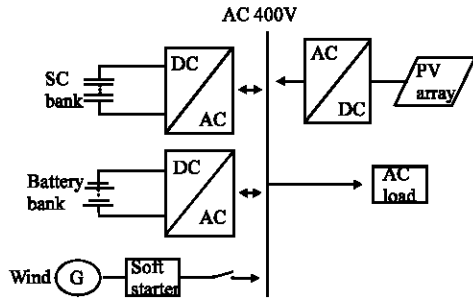 AC 400V
SC
bank
DC
AC
AC
DC
PV
array
Battery
bank
DC
AC
AC
load
Wind
G
Soft
starter